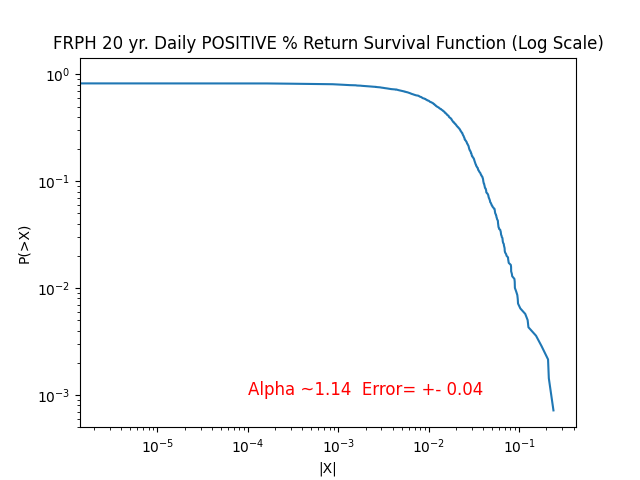 FRPH 20 yr. Daily POSITIVE % Return Survival Function (Log Scale)
10⁰
10⁻¹
10⁻²
10⁻³
P(>X)
Alpha ~1.14  Error= +- 0.04
10⁻⁵ 10⁻⁴ 10⁻³ 10⁻² 10⁻¹
|X|